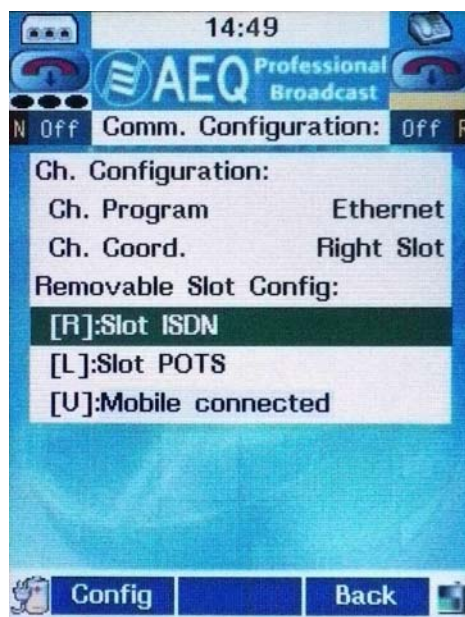 14:49
AEQ Professional
Broadcast
N Off Comm. Configuration: Off
Ch. Configuration:
Ch. Program Ethernet
Ch. Coord. Right Slot
Removable Slot Config:
[R]:Slot ISDN
[L]:Slot POTS
[U]:Mobile connected
Config Back